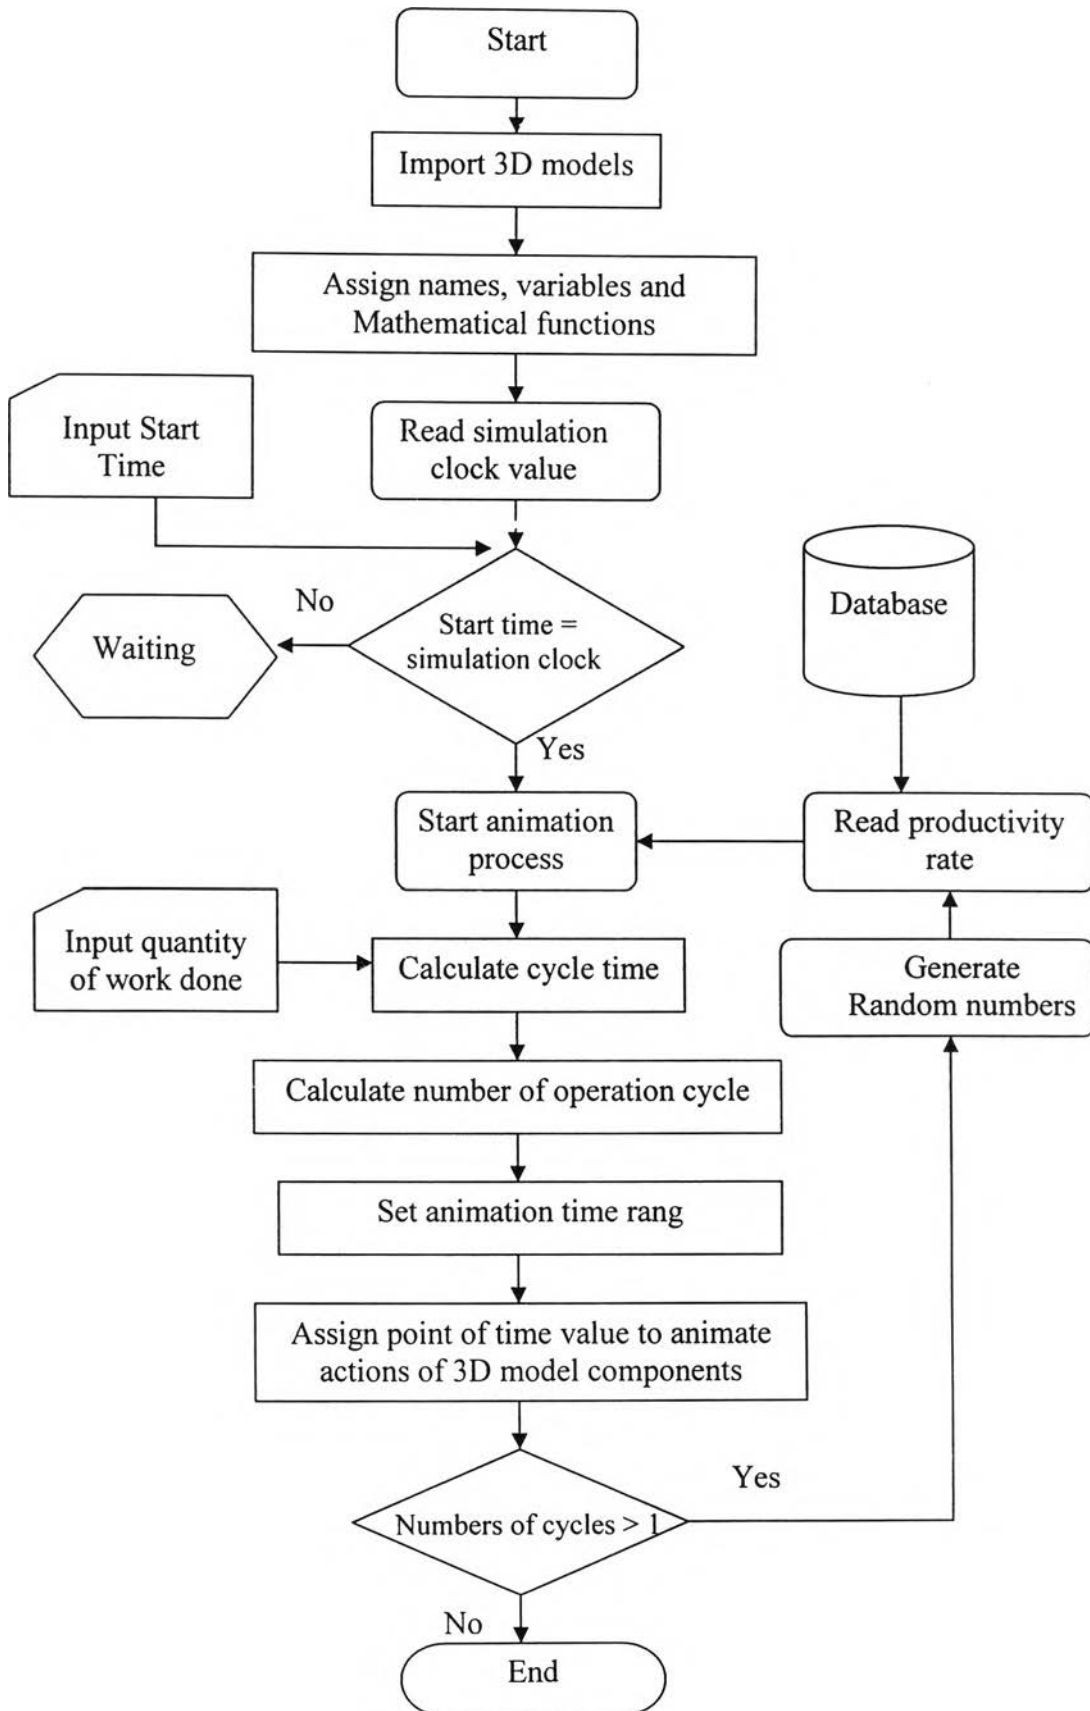 Start
Import 3D models
Assign names, variables and
Mathematical functions
Input Start
Time
Read simulation
clock value
No
Waiting
Start time =
simulation clock
Database
Yes
Start animation
process
Read productivity
rate
Input quantity
of work done
Calculate cycle time
Generate
Random numbers
Calculate number of operation cycle
Set animation time rang
Assign point of time value to animate
actions of 3D model components
Yes
Numbers of cycles > 1
No
End